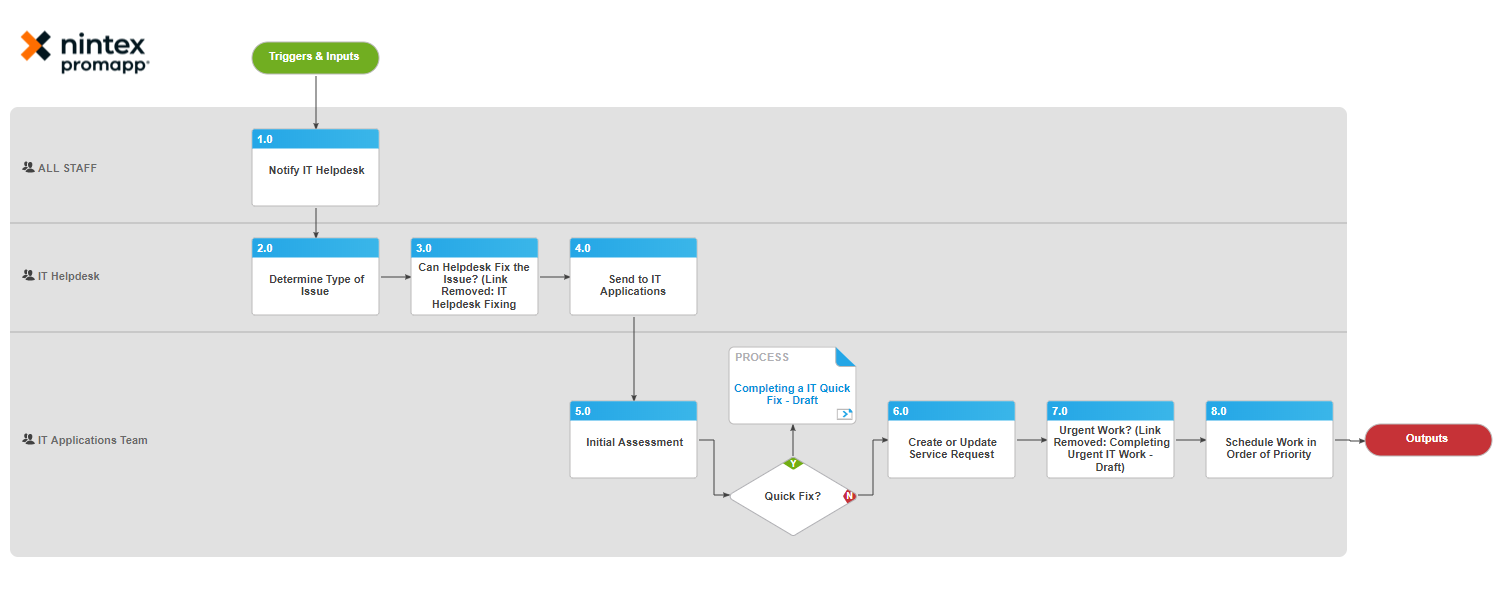 nintex
promapp
Triggers & Inputs
ALL STAFF
1.0
Notify IT Helpdesk
IT Helpdesk
2.0
Determine Type of
Issue
3.0
Can Helpdesk Fix the
Issue? (Link
Removed: IT
Helpdesk Fixing
4.0
Send to IT
Applications
IT Applications Team
5.0
Initial Assessment
PROCESS
Completing a IT Quick
Fix - Draft
Y
Quick Fix?
N
6.0
Create or Update
Service Request
7.0
Urgent Work? (Link
Removed: Completing
Urgent IT Work -
Draft)
8.0
Schedule Work in
Order of Priority
Outputs